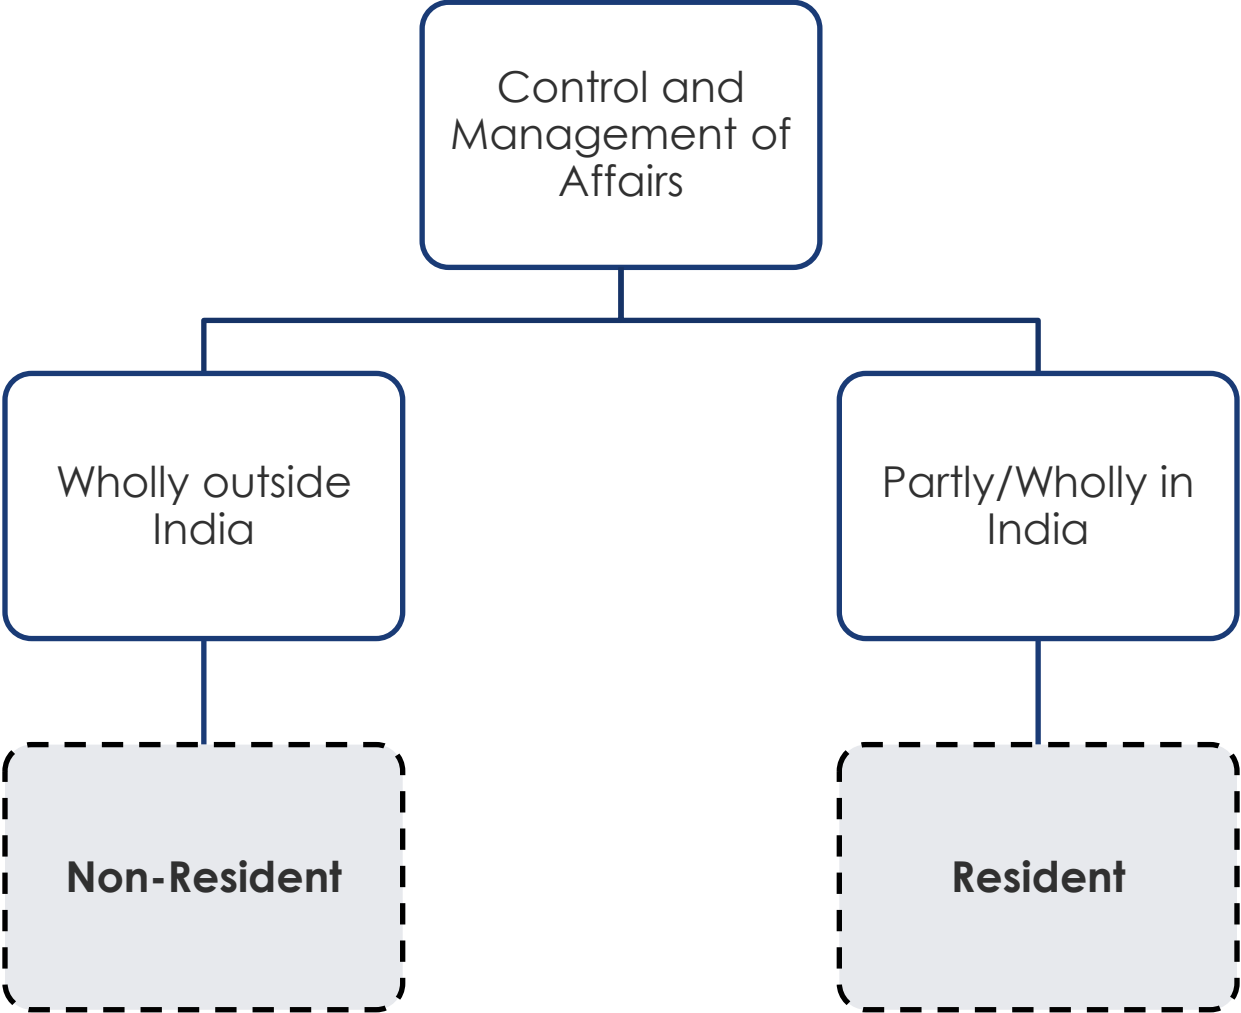 Control and
Management of
Affairs
Wholly outside
India
Partly/Wholly in
India
Non-Resident
Resident